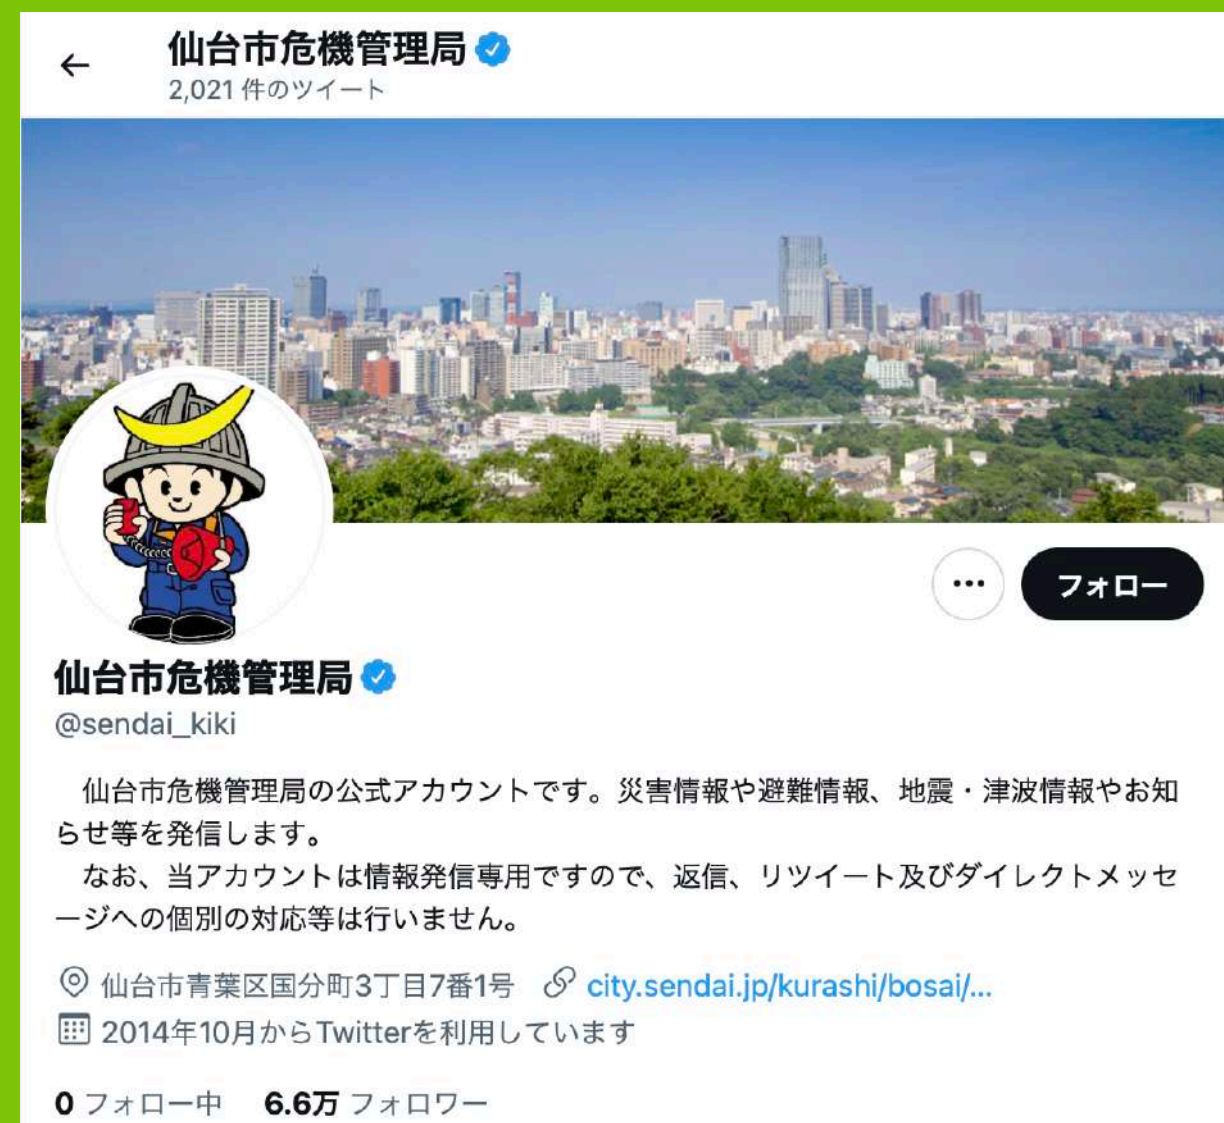 仙台市危機管理局
2,021 件のツイート
フォロー
仙台市危機管理局
@sendai_kiki
　仙台市危機管理局の公式アカウントです。災害情報や避難情報、地震・津波情報やお知
らせ等を発信します。
　なお、当アカウントは情報発信専用ですので、返信、リツイート及びダイレクトメッセ
ージへの個別の対応等は行いません。
仙台市青葉区国分町3丁目7番1号 city.sendai.jp/kurashi/bosai/...
2014年10月からTwitterを利用しています
0 フォロー中 6.6万 フォロワー